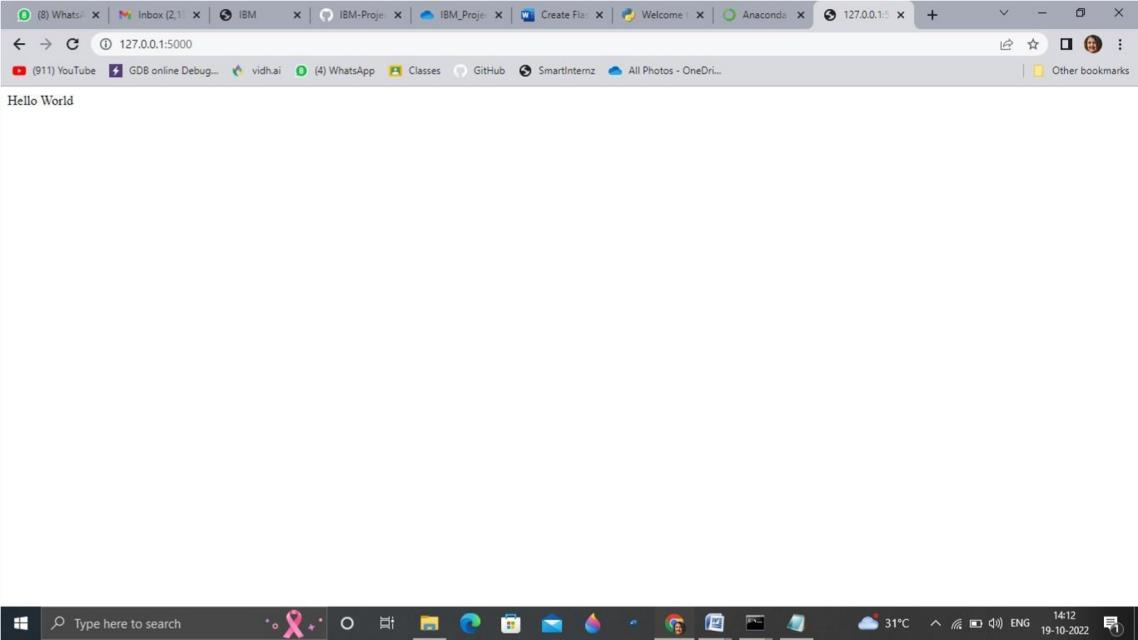 (8) Whats
Inbox (2,1
IBM
IBM-Proje
IBM_Proje
Create Fla
Welcome
Anaconda
127.0.0.1:5
127.0.0.1:5000
(911) YouTube
GDB online Debug...
vidh.ai
(4) WhatsApp
Classes
GitHub
SmartInternz
All Photos - OneDri...
Other bookmarks
Hello World
Type here to search
31°C
ENG
14:12
19-10-2022
1